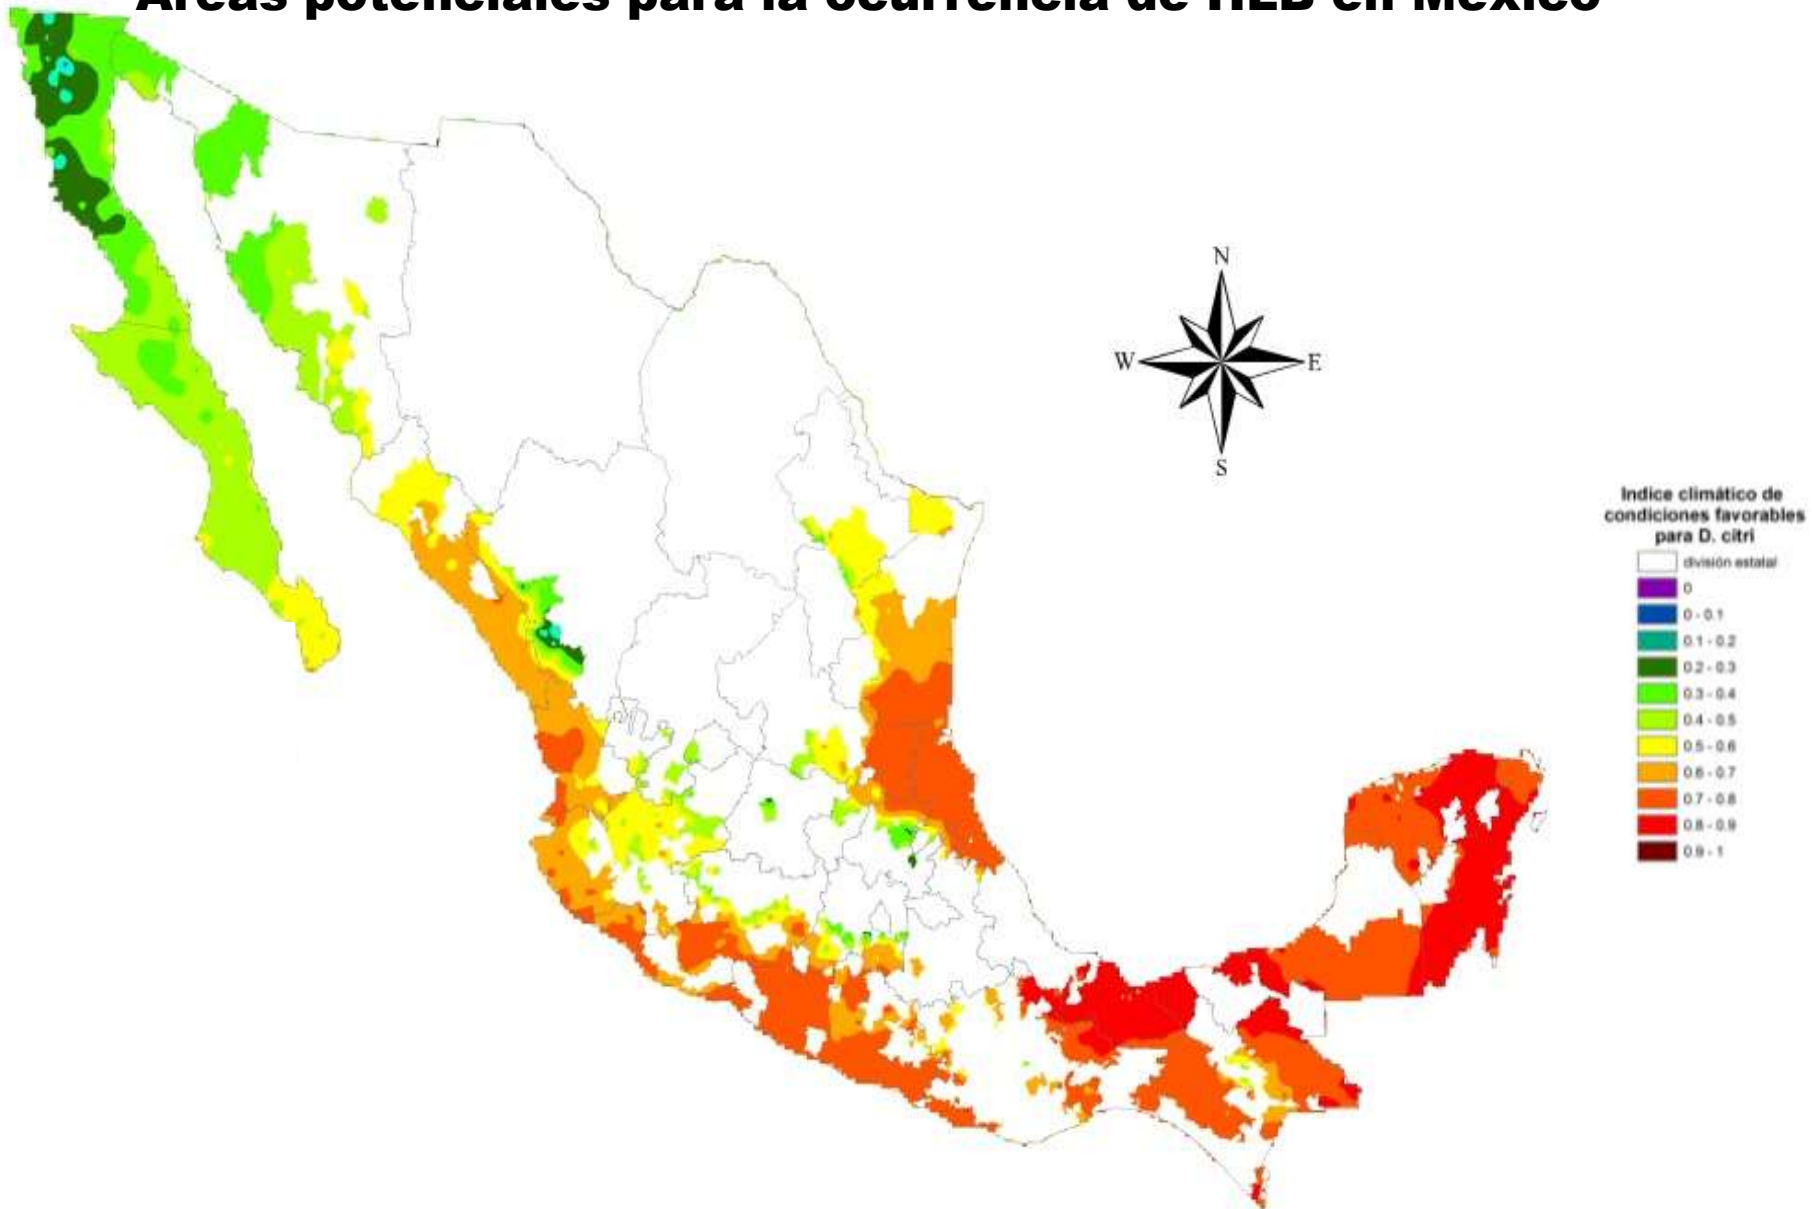 Áreas potenciales para la ocurrencia de HLB en México
N
W
E
S
Indice climático de
condiciones favorables
para D. citri
división estatal
0
0 - 0.1
0.1 - 0.2
0.2 - 0.3
0.3 - 0.4
0.4 - 0.5
0.5 - 0.6
0.6 - 0.7
0.7 - 0.8
0.8 - 0.9
0.9 - 1